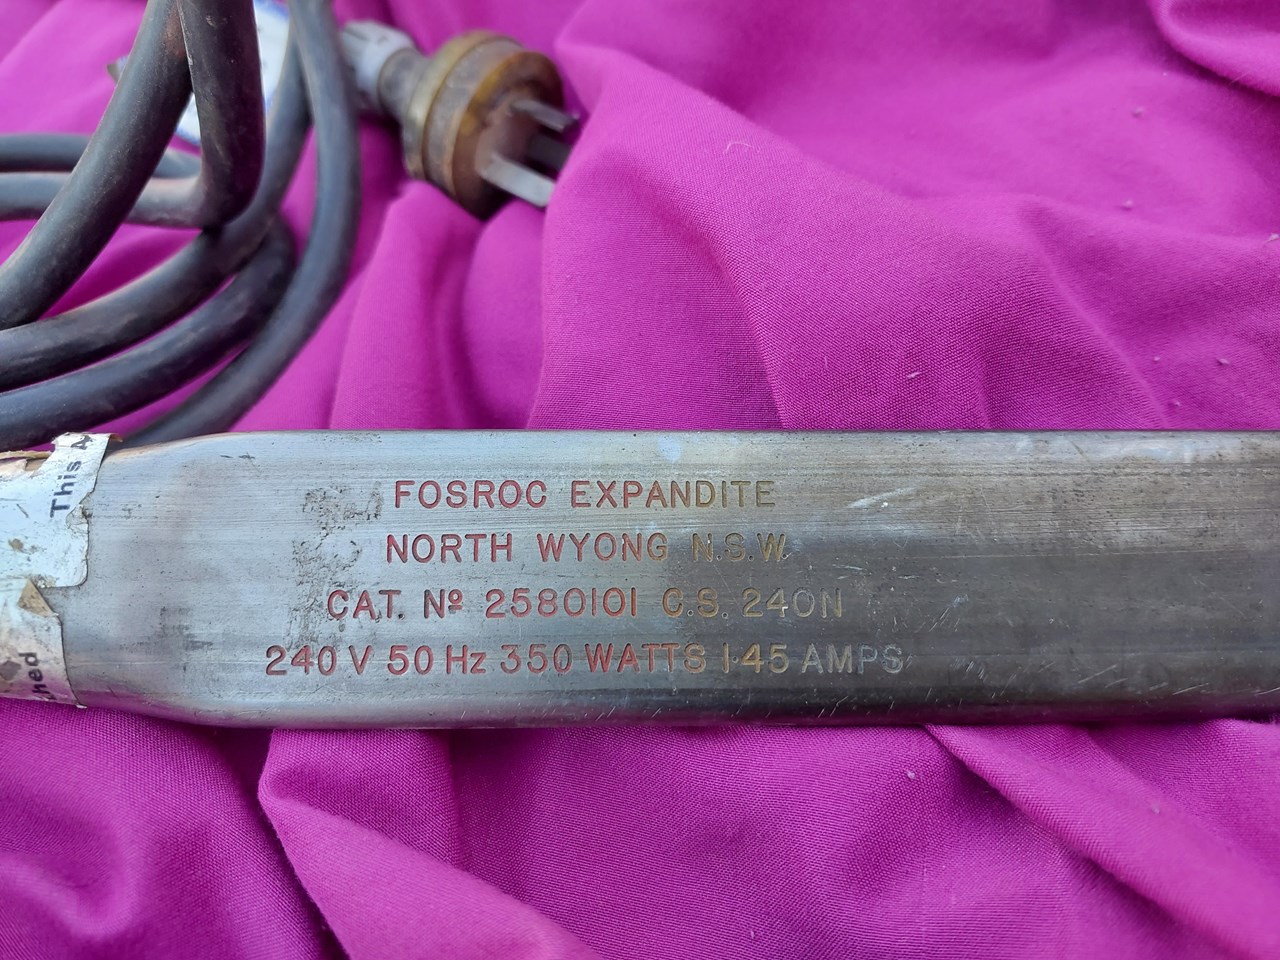 FOSROC EXPANDITE
NORTH WYONG N.S.W.
CAT. Nº 2580101 C.S. 240N
240 V 50 Hz 350 WATTS 1·45 AMPS
This